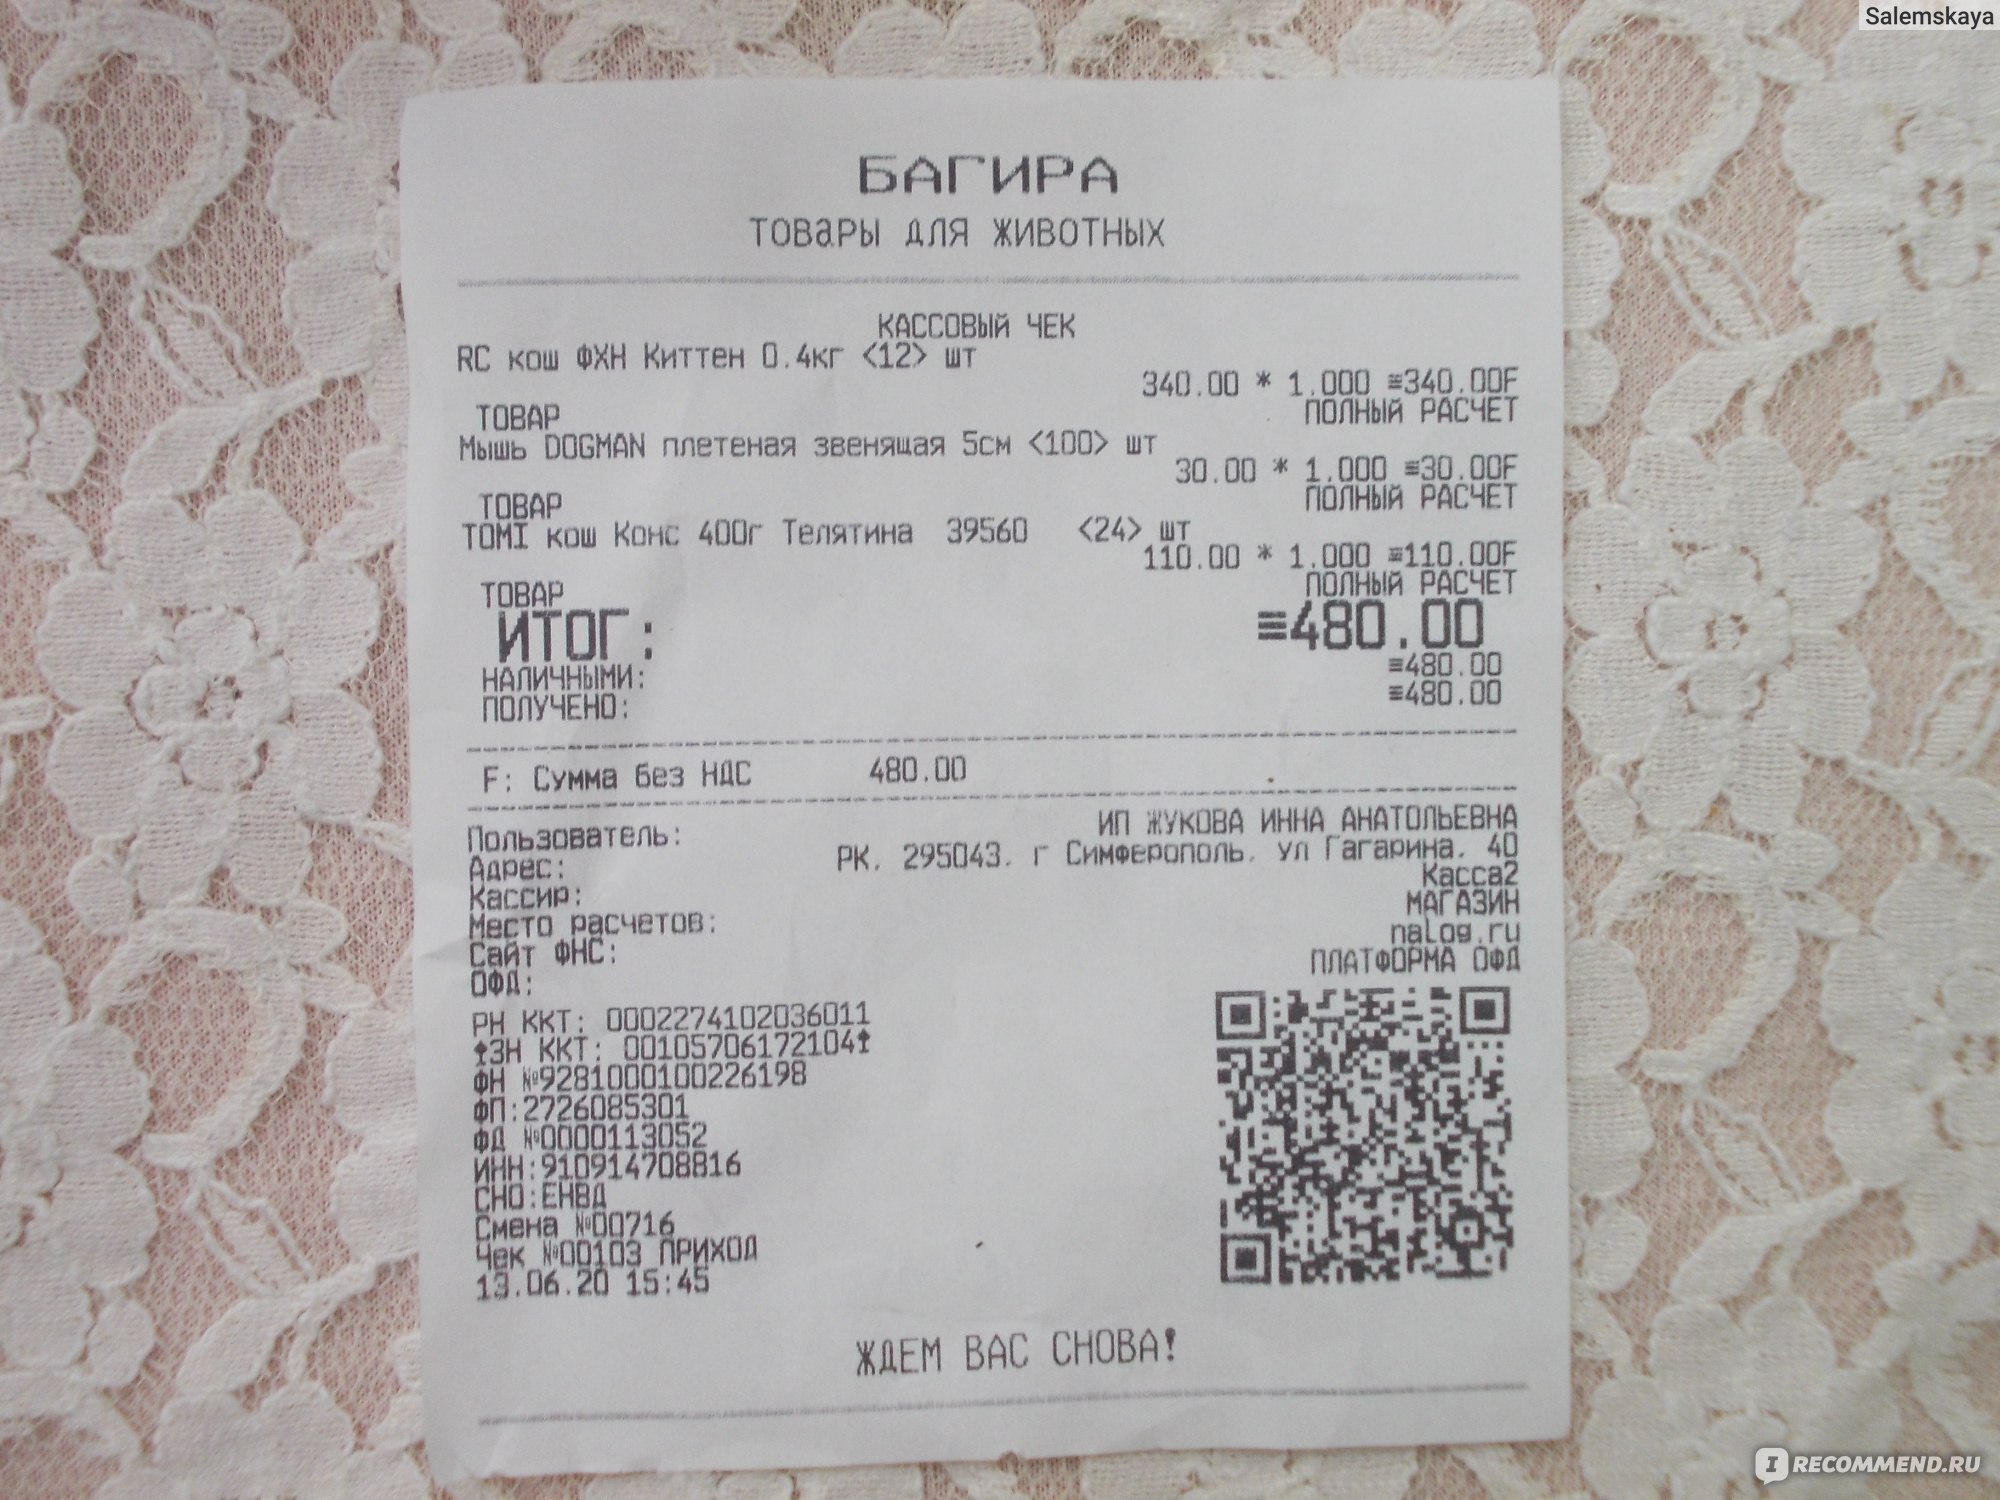 Salemskaya
БАГИРА
ТОВАРЫ ДЛЯ ЖИВОТНЫХ
КАССОВЫЙ ЧЕК
RC кош ФХН Киттен 0.4кг <12> шт
340.00 * 1.000 ≡340.00F
ТОВАР ПОЛНЫЙ РАСЧЕТ
Мышь DOGMAN плетеная звенящая 5см <100> шт
30.00 * 1.000 ≡30.00F
ТОВАР ПОЛНЫЙ РАСЧЕТ
TOMI кош Конс 400г Телятина 39560 <24> шт
110.00 * 1.000 ≡110.00F
ТОВАР ПОЛНЫЙ РАСЧЕТ
ИТОГ: ≡480.00
НАЛИЧНЫМИ: ≡480.00
ПОЛУЧЕНО: ≡480.00
F: Сумма без НДС 480.00
Пользователь: ИП ЖУКОВА ИННА АНАТОЛЬЕВНА
Адрес: РК, 295043, г Симферополь, ул Гагарина, 40
Кассир: Касса2
Место расчетов: МАГАЗИН
Сайт ФНС: nalog.ru
ОФД: ПЛАТФОРМА ОФД
РН ККТ: 0002274102036011
ЗН ККТ: 00105706172104
ФН №9281000100226198
ФП:2726085301
ФД №0000113052
ИНН:910914708816
СНО:ЕНВД
Смена №00716
Чек №00103 ПРИХОД
13.06.20 15:45
ЖДЕМ ВАС СНОВА!
IRECOMMEND.RU